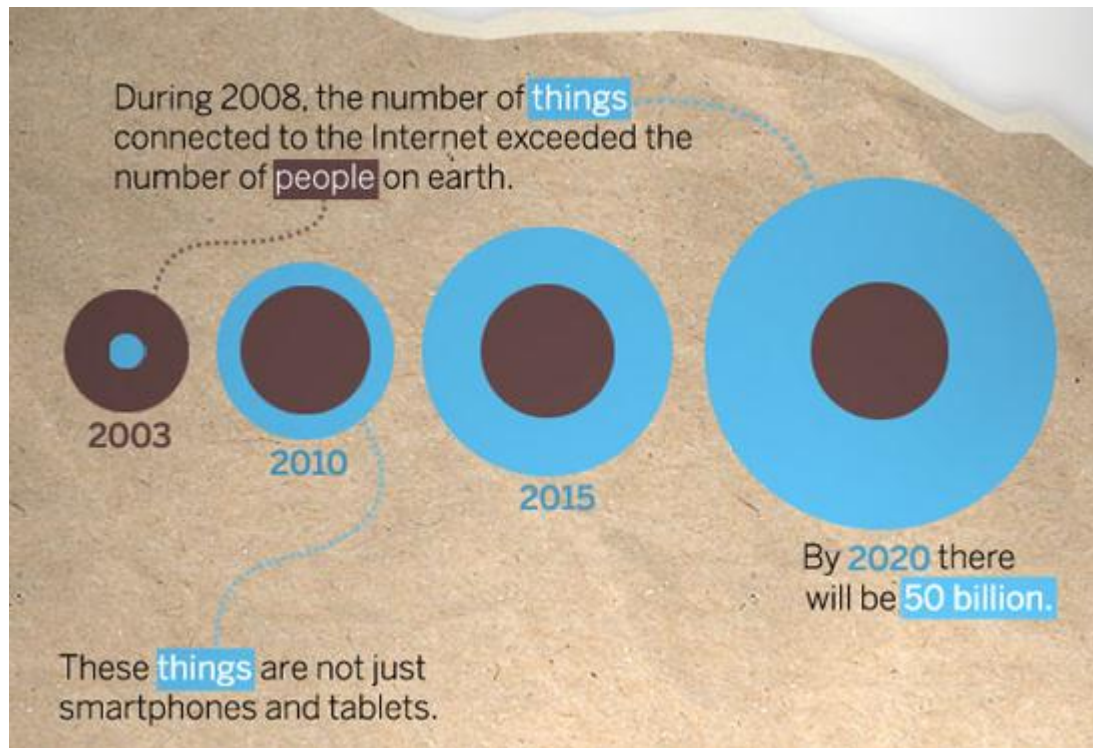 During 2008, the number of things
connected to the Internet exceeded the
number of people on earth.
2003
2010
2015
By 2020 there
will be 50 billion.
These things are not just
smartphones and tablets.